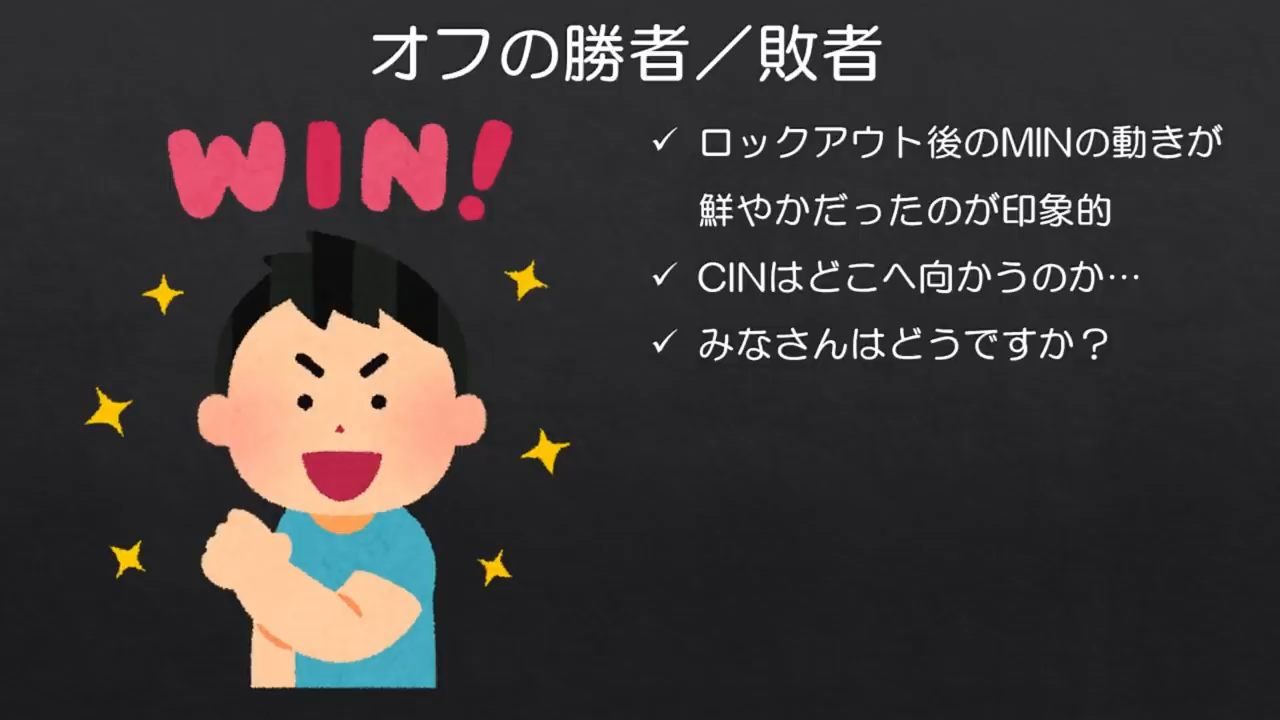 オフの勝者／敗者
WIN!
✓ ロックアウト後のMINの動きが
鮮やかだったのが印象的
✓ CINはどこへ向かうのか…
✓ みなさんはどうですか？